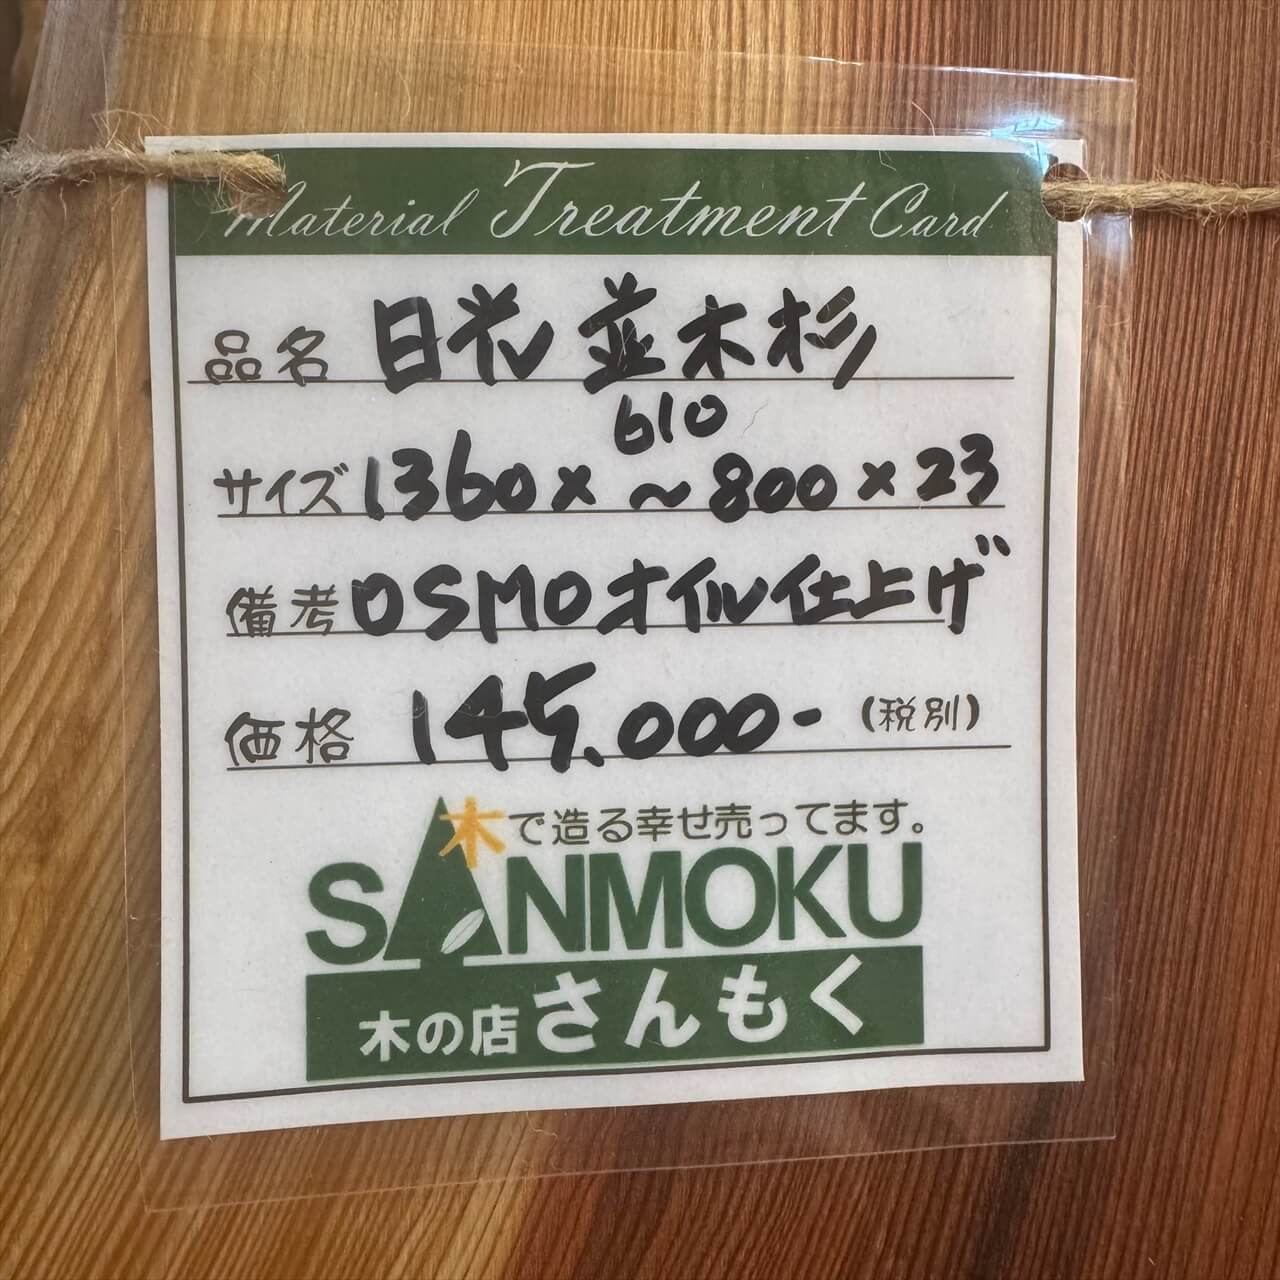 Material Treatment Card
品名 日光 並木杉
610
サイズ 1360 × ～800 × 23
備考 OSMOオイル仕上げ
価格 145,000- (税別)
木で造る幸せ売ってます。
SANMOKU
木の店さんもく